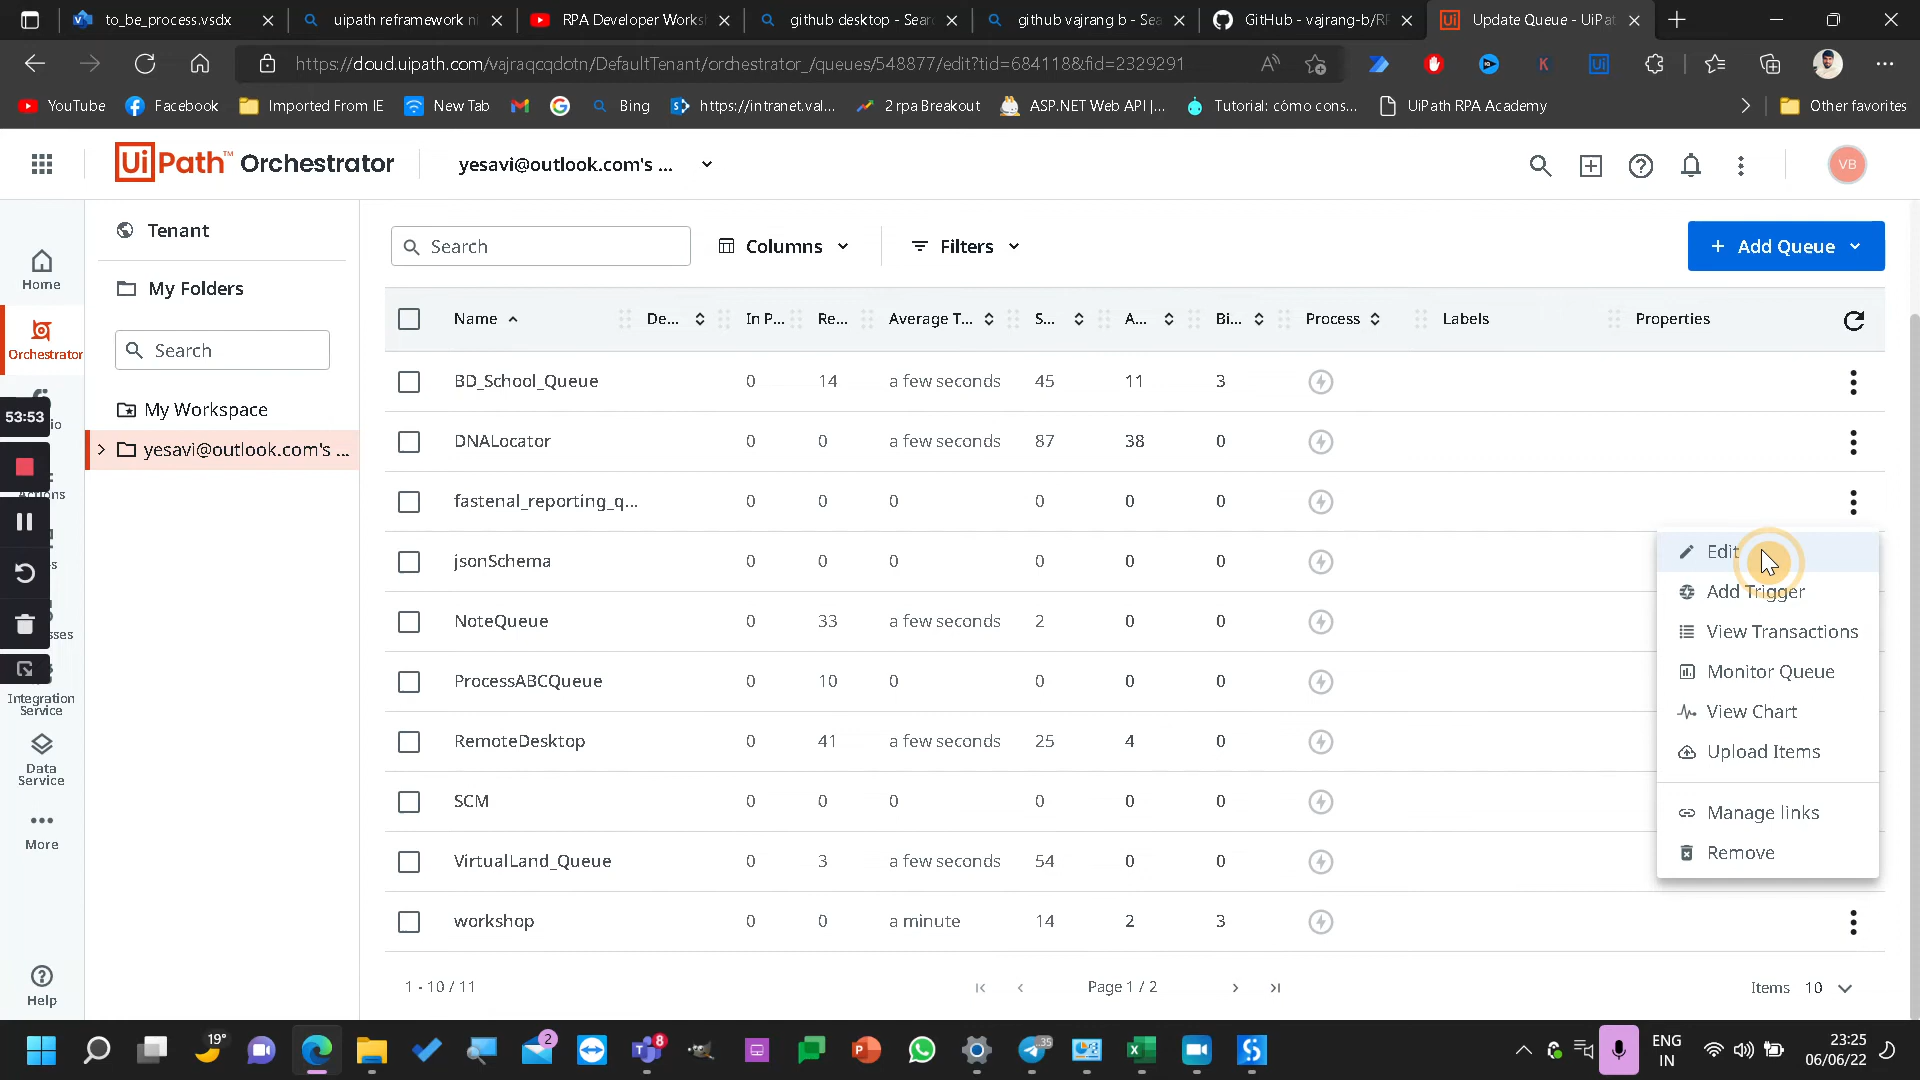 to_be_process.vsdx
uipath reframework ni
RPA Developer Worksh
github desktop - Sear
github vajrang b - Sea
GitHub - vajrang-b/RP
Update Queue - UiPat
https://cloud.uipath.com/vajraqcqdotn/DefaultTenant/orchestrator_/queues/548877/edit?tid=684118&fid=2329291
YouTube
Facebook
Imported From IE
New Tab
Bing
https://intranet.val...
2 rpa Breakout
ASP.NET Web API |...
Tutorial: cómo cons...
UiPath RPA Academy
Other favorites
UiPath™ Orchestrator
yesavi@outlook.com's ...
VB
Home
Orchestrator
53:53
Integration
Service
Data
Service
More
Help
Tenant
My Folders
Search
My Workspace
yesavi@outlook.com's ...
Search Columns Filters + Add Queue
Name De... In P... Re... Average T... S... A... Bi... Process Labels Properties
BD_School_Queue 0 14 a few seconds 45 11 3
DNALocator 0 0 a few seconds 87 38 0
fastenal_reporting_q... 0 0 0 0 0 0
jsonSchema 0 0 0 0 0 0
NoteQueue 0 33 a few seconds 2 0 0
ProcessABCQueue 0 10 0 0 0 0
RemoteDesktop 0 41 a few seconds 25 4 0
SCM 0 0 0 0 0 0
VirtualLand_Queue 0 3 a few seconds 54 0 0
workshop 0 0 a minute 14 2 3
Edit
Add Trigger
View Transactions
Monitor Queue
View Chart
Upload Items
Manage links
Remove
1 - 10 / 11
Page 1 / 2
Items 10
19°
2
8
35
ENG
IN
23:25
06/06/22